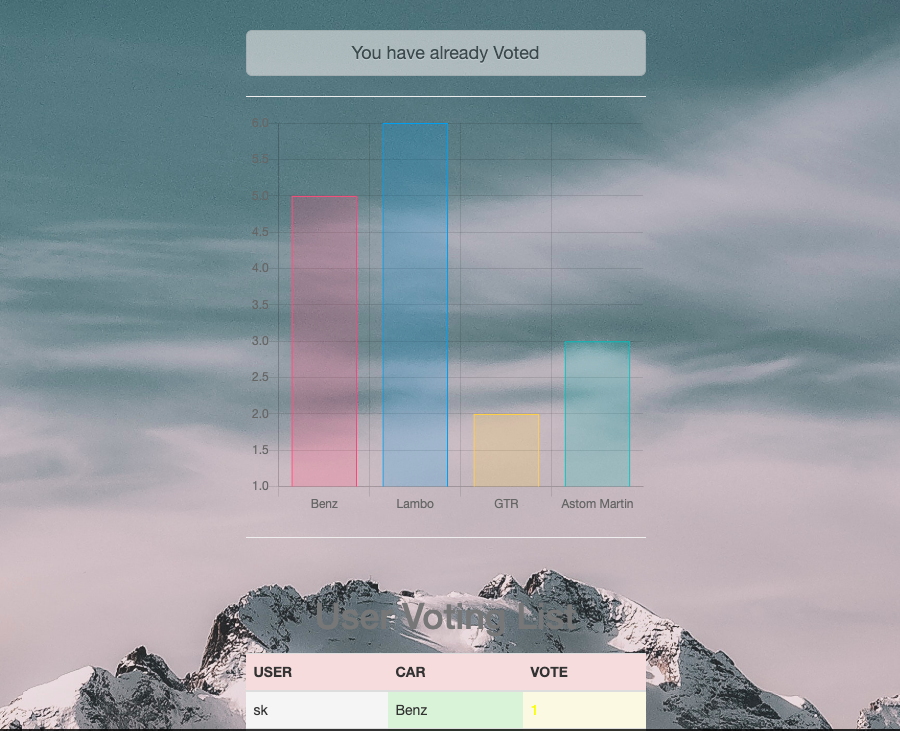 You have already Voted
6.0
5.5
5.0
4.5
4.0
3.5
3.0
2.5
2.0
1.5
1.0
Benz Lambo GTR Astom Martin
User Voting List
USER CAR VOTE
sk Benz 1